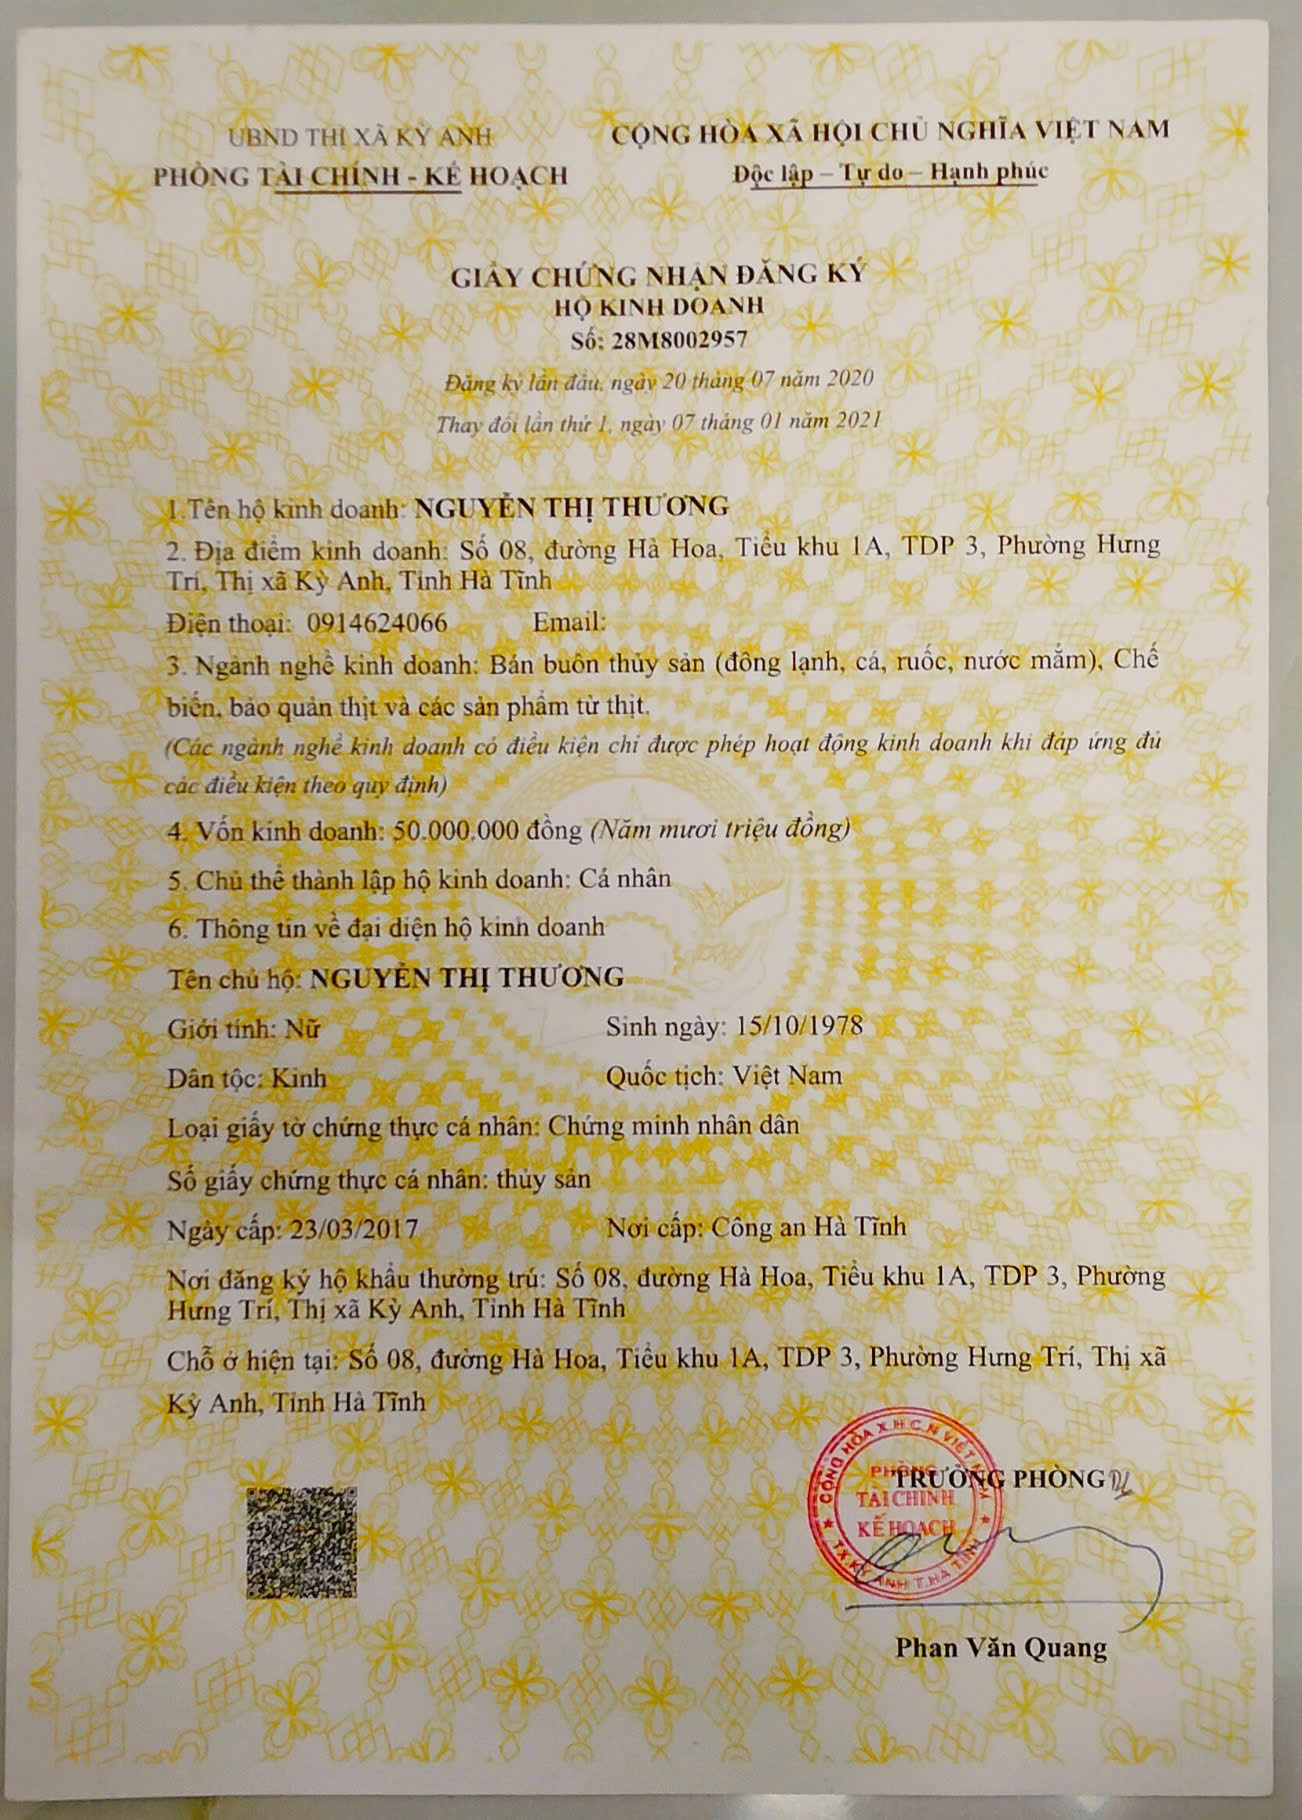 UBND THỊ XÃ KỲ ANH
PHÒNG TÀI CHÍNH - KẾ HOẠCH
CỘNG HÒA XÃ HỘI CHỦ NGHĨA VIỆT NAM
Độc lập – Tự do – Hạnh phúc
GIẤY CHỨNG NHẬN ĐĂNG KÝ
HỘ KINH DOANH
Số: 28M8002957
Đăng ký lần đầu, ngày 20 tháng 07 năm 2020
Thay đổi lần thứ 1, ngày 07 tháng 01 năm 2021
1.Tên hộ kinh doanh: NGUYỄN THỊ THƯƠNG
2. Địa điểm kinh doanh: Số 08, đường Hà Hoa, Tiểu khu 1A, TDP 3, Phường Hưng
Trí, Thị xã Kỳ Anh, Tỉnh Hà Tĩnh
Điện thoại: 0914624066 Email:
3. Ngành nghề kinh doanh: Bán buôn thủy sản (đông lạnh, cá, ruốc, nước mắm), Chế
biến, bảo quản thịt và các sản phẩm từ thịt.
(Các ngành nghề kinh doanh có điều kiện chỉ được phép hoạt động kinh doanh khi đáp ứng đủ
các điều kiện theo quy định)
4. Vốn kinh doanh: 50.000.000 đồng (Năm mươi triệu đồng)
5. Chủ thể thành lập hộ kinh doanh: Cá nhân
6. Thông tin về đại diện hộ kinh doanh
Tên chủ hộ: NGUYỄN THỊ THƯƠNG
Giới tính: Nữ Sinh ngày: 15/10/1978
Dân tộc: Kinh Quốc tịch: Việt Nam
Loại giấy tờ chứng thực cá nhân: Chứng minh nhân dân
Số giấy chứng thực cá nhân: thủy sản
Ngày cấp: 23/03/2017 Nơi cấp: Công an Hà Tĩnh
Nơi đăng ký hộ khẩu thường trú: Số 08, đường Hà Hoa, Tiểu khu 1A, TDP 3, Phường
Hưng Trí, Thị xã Kỳ Anh, Tỉnh Hà Tĩnh
Chỗ ở hiện tại: Số 08, đường Hà Hoa, Tiểu khu 1A, TDP 3, Phường Hưng Trí, Thị xã
Kỳ Anh, Tỉnh Hà Tĩnh
TRƯỞNG PHÒNG
CỘNG HÒA X.H.C.N VIỆT NAM
PHÒNG
TÀI CHÍNH
KẾ HOẠCH
TX.KỲ ANH T.HÀ TĨNH
Phan Văn Quang